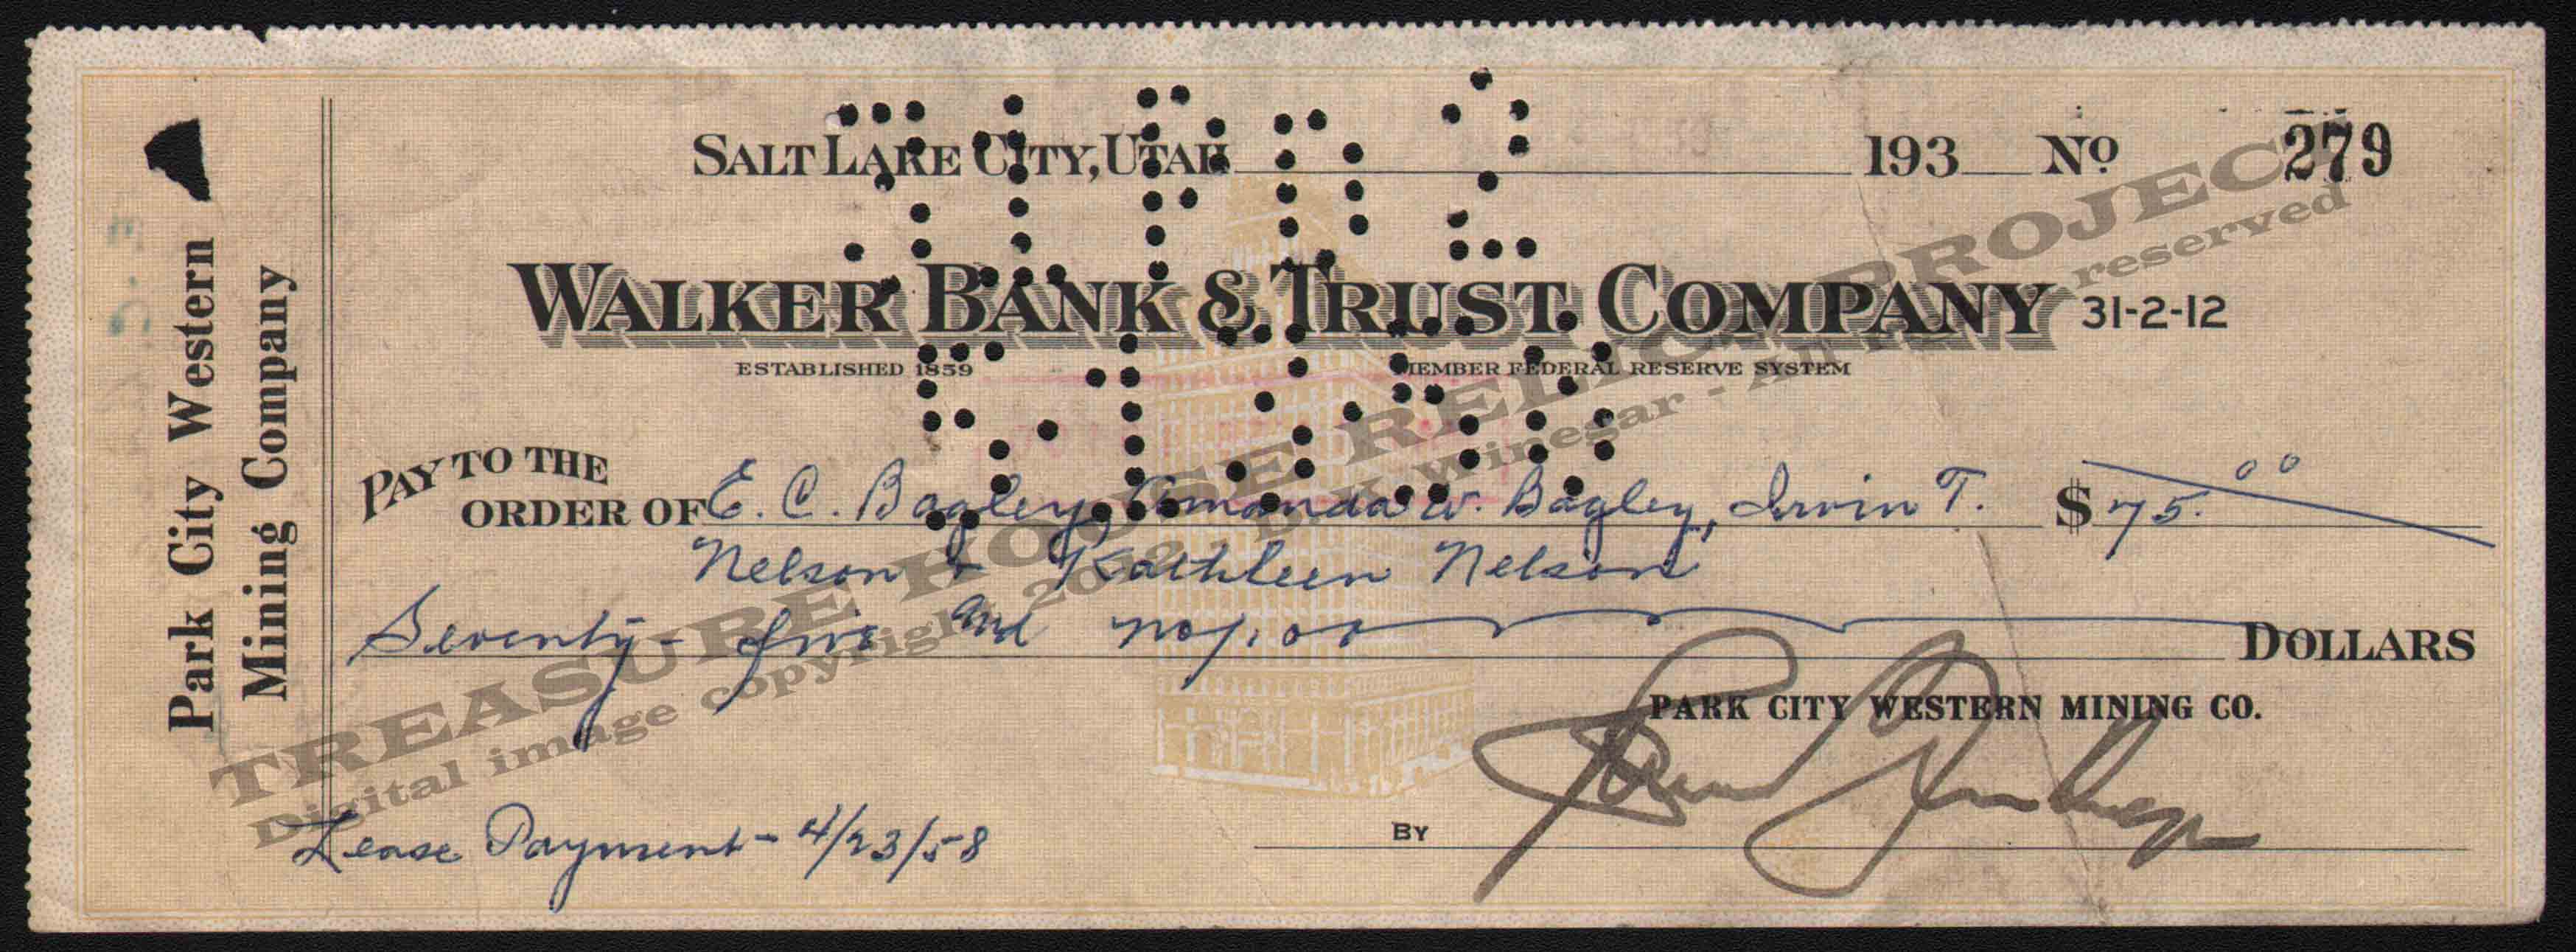 SALT LAKE CITY, UTAH 193 No 279
WALKER BANK & TRUST COMPANY 31-2-12
ESTABLISHED 1859 MEMBER FEDERAL RESERVE SYSTEM
Park City Western
Mining Company
PAY TO THE
ORDER OF E. C. Bagley, Amanda W. Bagley, Irvin T. $ 75.00
Nelson & Kathleen Nelson
Seventy-five and no/100 DOLLARS
PARK CITY WESTERN MINING CO.
BY
Lease Payment - 4/23/58
TREASURE HOUSE RELIC PROJECT
Digital image copyright 2012, D. K. Winegar - All reserved